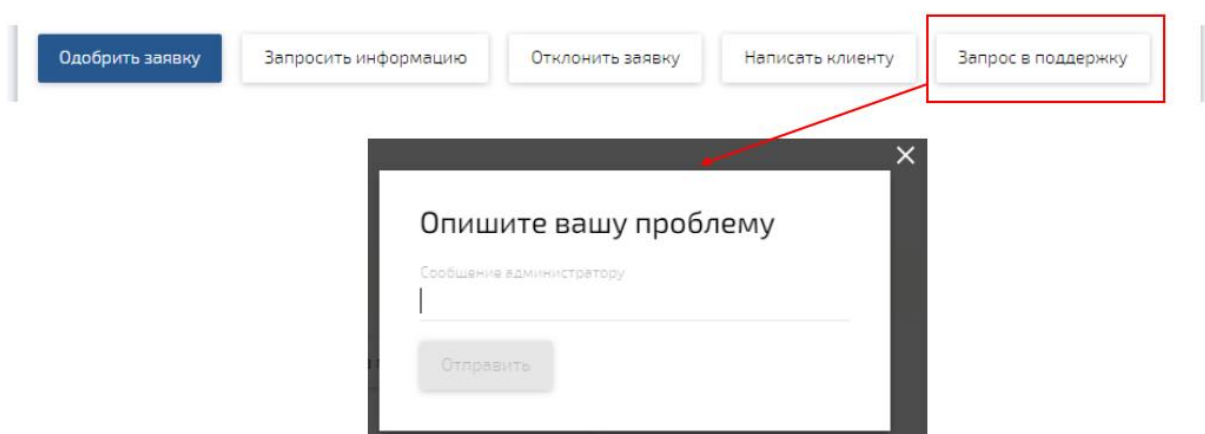 Одобрить заявку Запросить информацию Отклонить заявку Написать клиенту Запрос в поддержку
Опишите вашу проблему
Сообщение администратору
Отправить